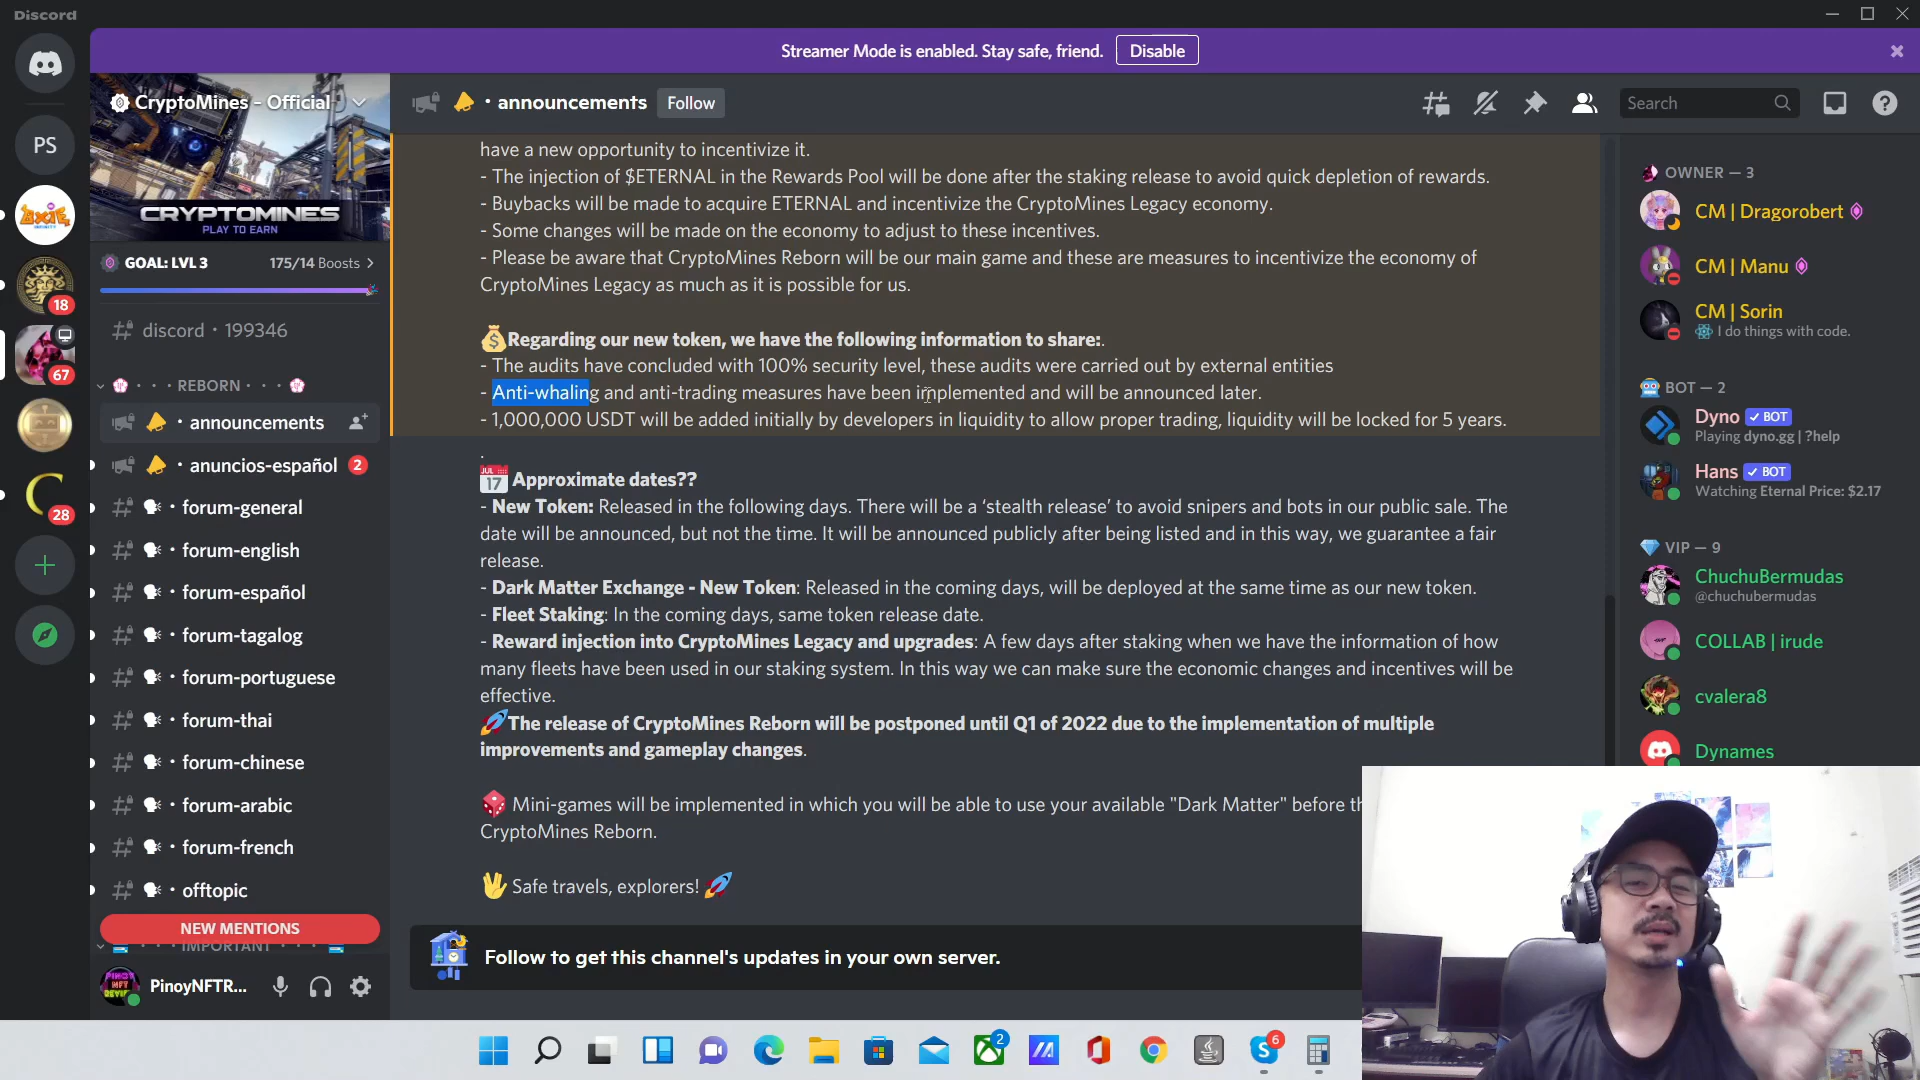 Discord
Streamer Mode is enabled. Stay safe, friend.
Disable
CryptoMines - Official
CRYPTOMINES
PLAY TO EARN
GOAL: LVL 3
175/14 Boosts
PS
AXIE
18
67
28
discord • 199346
REBORN
announcements
anuncios-español
2
forum-general
forum-english
forum-español
forum-tagalog
forum-portuguese
forum-thai
forum-chinese
forum-arabic
forum-french
offtopic
NEW MENTIONS
IMPORTANT
PinoyNFTR...
• announcements
Follow
Search
have a new opportunity to incentivize it.
- The injection of $ETERNAL in the Rewards Pool will be done after the staking release to avoid quick depletion of rewards.
- Buybacks will be made to acquire ETERNAL and incentivize the CryptoMines Legacy economy.
- Some changes will be made on the economy to adjust to these incentives.
- Please be aware that CryptoMines Reborn will be our main game and these are measures to incentivize the economy of
CryptoMines Legacy as much as it is possible for us.
Regarding our new token, we have the following information to share:.
- The audits have concluded with 100% security level, these audits were carried out by external entities
- Anti-whaling and anti-trading measures have been implemented and will be announced later.
- 1,000,000 USDT will be added initially by developers in liquidity to allow proper trading, liquidity will be locked for 5 years.
.
JUL 17
Approximate dates??
- New Token: Released in the following days. There will be a ‘stealth release’ to avoid snipers and bots in our public sale. The
date will be announced, but not the time. It will be announced publicly after being listed and in this way, we guarantee a fair
release.
- Dark Matter Exchange - New Token: Released in the coming days, will be deployed at the same time as our new token.
- Fleet Staking: In the coming days, same token release date.
- Reward injection into CryptoMines Legacy and upgrades: A few days after staking when we have the information of how
many fleets have been used in our staking system. In this way we can make sure the economic changes and incentives will be
effective.
The release of CryptoMines Reborn will be postponed until Q1 of 2022 due to the implementation of multiple
improvements and gameplay changes.
Mini-games will be implemented in which you will be able to use your available "Dark Matter" before
CryptoMines Reborn.
Safe travels, explorers!
Follow to get this channel's updates in your own server.
OWNER — 3
CM | Dragorobert
CM | Manu
CM | Sorin
I do things with code.
BOT — 2
Dyno
BOT
Playing dyno.gg | ?help
Hans
BOT
Watching Eternal Price: $2.17
VIP — 9
ChuchuBermudas
@chuchubermudas
COLLAB | irude
cvalera8
Dynames
2
6